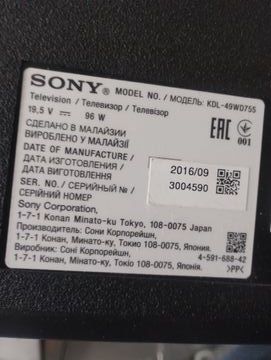 SONY® MODEL NO. / МОДЕЛЬ: KDL-49WD755
Television / Телевизор / Телевізор
19.5 V ⎓ 96 W
СДЕЛАНО В МАЛАЙЗИИ
ВИРОБЛЕНО У МАЛАЙЗІЇ
EAC
001
DATE OF MANUFACTURE /
ДАТА ИЗГОТОВЛЕНИЯ /
ДАТА ВИГОТОВЛЕННЯ
2016/09
SER. NO. / СЕРИЙНЫЙ № /
СЕРІЙНИЙ НОМЕР
3004590
Sony Corporation,
1-7-1 Konan Minato-ku Tokyo, 108-0075 Japan
Производитель: Сони Корпорейшн,
1-7-1 Конан, Минато-ку, Токио 108-0075, Япония.
Виробник: Соні Корпорейшн,
1-7-1 Конан, Мінато-ку, Токіо 108-0075, Японія.
4-591-688-42
>PP<